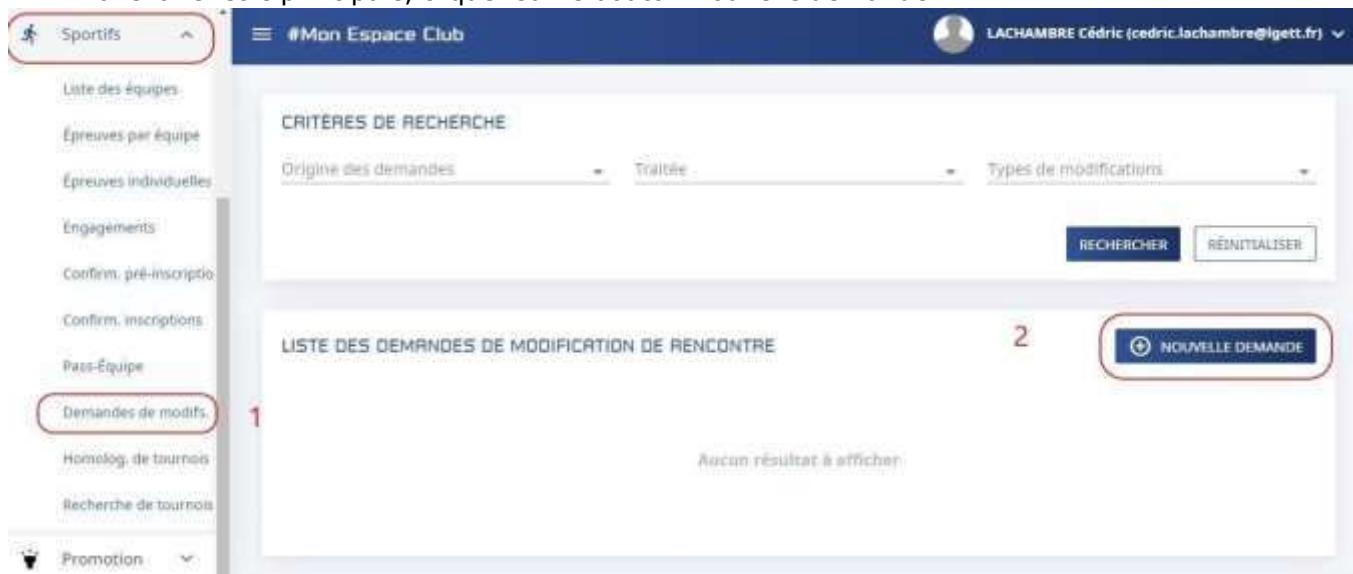 Sportifs
#Mon Espace Club
LACHAMBRE Cédric (cedric.lachambre@lgett.fr)
Liste des équipes
Épreuves par équipe
Épreuves individuelles
Engagements
Confirm. pré-inscriptio
Confirm. inscriptions
Pass-Équipe
Demandes de modifs.
1
Homolog. de tournois
Recherche de tournois
Promotion
CRITÈRES DE RECHERCHE
Origine des demandes
Traitée
Types de modifications
RECHERCHER
RÉINITIALISER
LISTE DES DEMANDES DE MODIFICATION DE RENCONTRE
2
NOUVELLE DEMANDE
Aucun résultat à afficher